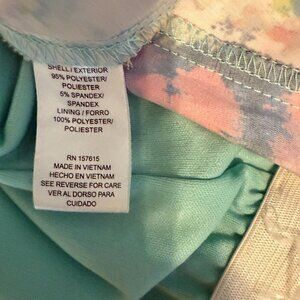 SHELL/EXTERIOR
95% POLYESTER/
POLIESTER
5% SPANDEX/
SPANDEX
LINING / FORRO
100% POLYESTER/
POLIESTER
RN 157615
MADE IN VIETNAM
HECHO EN VIETNAM
SEE REVERSE FOR CARE
VER AL DORSO PARA
CUIDADO